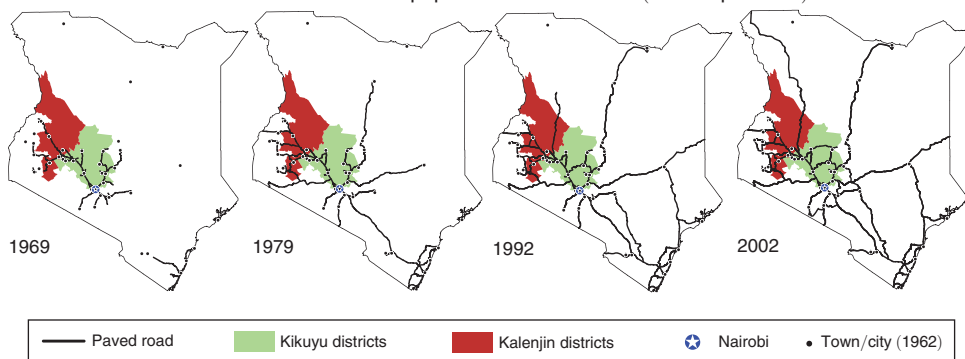 1969
1979
1992
2002
Paved road
Kikuyu districts
Kalenjin districts
Nairobi
Town/city (1962)